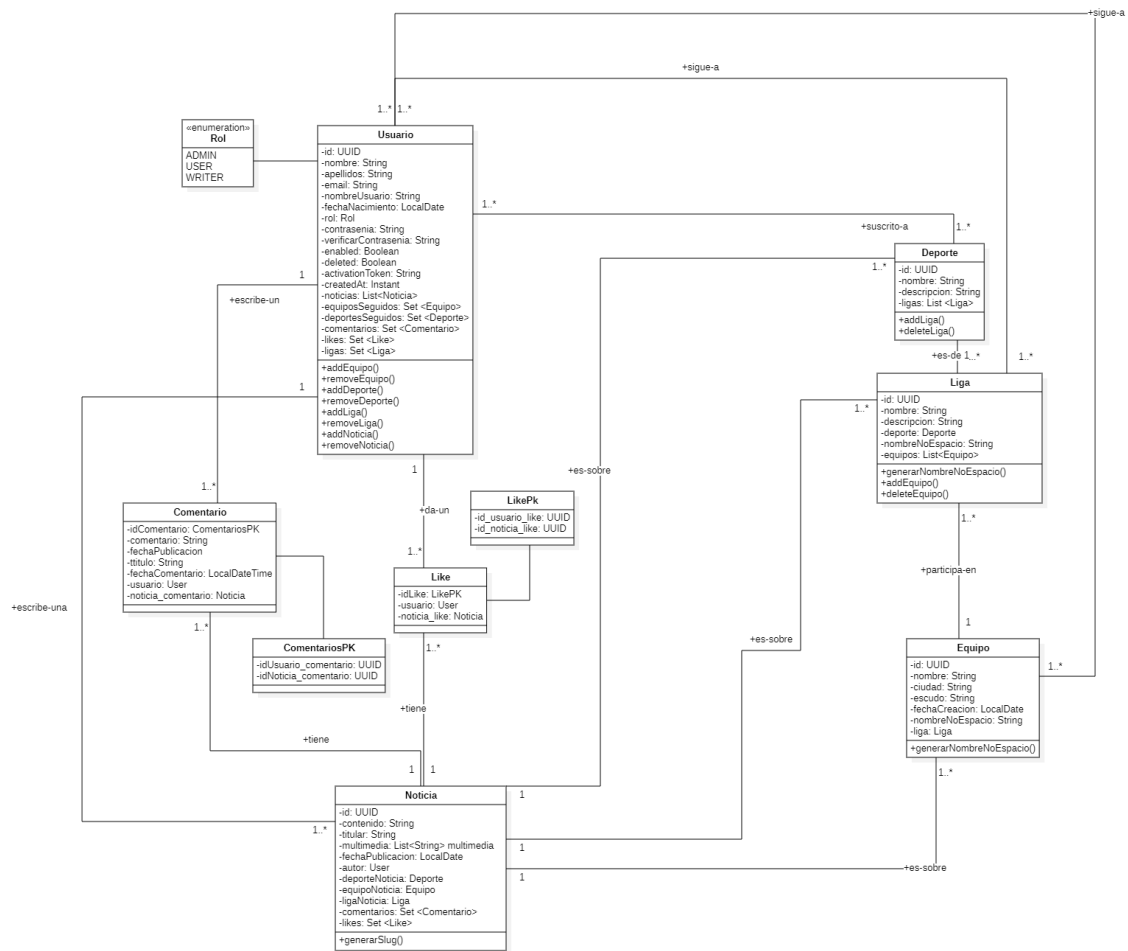 +sigue-a
+sigue-a
1..*
1..*
«enumeration»
Rol
ADMIN
USER
WRITER
Usuario
-id: UUID
-nombre: String
-apellidos: String
-email: String
-nombreUsuario: String
-fechaNacimiento: LocalDate
-rol: Rol
-contrasenia: String
-verificarContrasenia: String
-enabled: Boolean
-deleted: Boolean
-activationToken: String
-createdAt: Instant
-noticias: List<Noticia>
-equiposSeguidos: Set <Equipo>
-deportesSeguidos: Set <Deporte>
-comentarios: Set <Comentario>
-likes: Set <Like>
-ligas: Set <Liga>
+addEquipo()
+removeEquipo()
+addDeporte()
+removeDeporte()
+addLiga()
+removeLiga()
+addNoticia()
+removeNoticia()
1..*
+suscrito-a
1..*
Deporte
-id: UUID
-nombre: String
-descripcion: String
-ligas: List <Liga>
+addLiga()
+deleteLiga()
1..*
1
+escribe-un
1
+es-de 1..*
1..*
Liga
-id: UUID
-nombre: String
-descripcion: String
-deporte: Deporte
-nombreNoEspacio: String
-equipos: List<Equipo>
+generarNombreNoEspacio()
+addEquipo()
+deleteEquipo()
1..*
1..*
1
+es-sobre
1..*
Comentario
-idComentario: ComentariosPK
-comentario: String
-fechaPublicacion
-ttitulo: String
-fechaComentario: LocalDateTime
-usuario: User
-noticia_comentario: Noticia
LikePk
-id_usuario_like: UUID
-id_noticia_like: UUID
+da-un
1..*
Like
-idLike: LikePK
-usuario: User
-noticia_like: Noticia
1..*
+participa-en
+escribe-una
1..*
ComentariosPK
-idUsuario_comentario: UUID
-idNoticia_comentario: UUID
+es-sobre
1
Equipo
-id: UUID
-nombre: String
-ciudad: String
-escudo: String
-fechaCreacion: LocalDate
-nombreNoEspacio: String
-liga: Liga
+generarNombreNoEspacio()
1..*
1..*
+tiene
+tiene
1
1
1
1..*
Noticia
-id: UUID
-contenido: String
-titular: String
-multimedia: List<String> multimedia
-fechaPublicacion: LocalDate
-autor: User
-deporteNoticia: Deporte
-equipoNoticia: Equipo
-ligaNoticia: Liga
-comentarios: Set <Comentario>
-likes: Set <Like>
+generarSlug()
1
1
+es-sobre